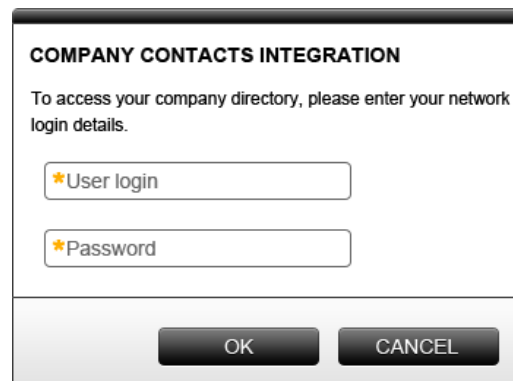 COMPANY CONTACTS INTEGRATION
To access your company directory, please enter your network
login details.
*User login
*Password
OK CANCEL